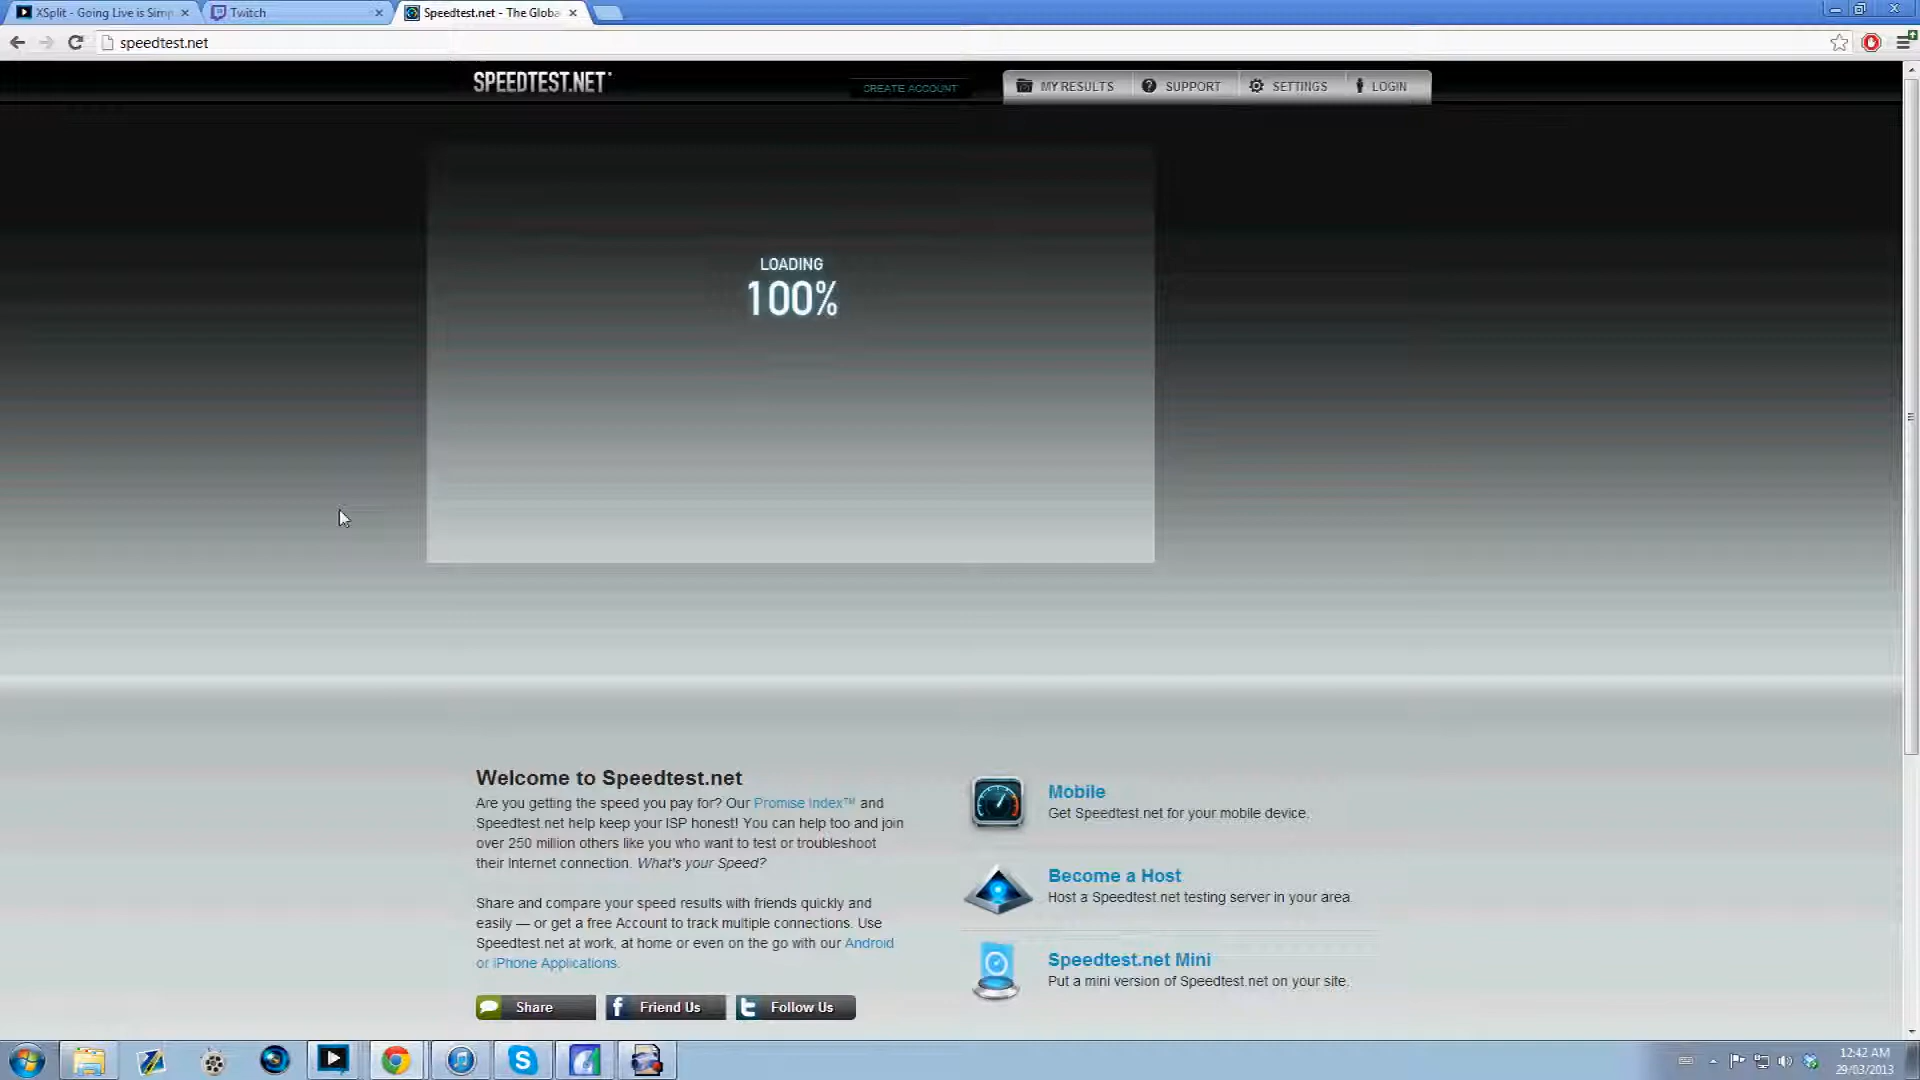 XSplit - Going Live is Simp
Twitch
Speedtest.net - The Globa
speedtest.net
SPEEDTEST.NET
CREATE ACCOUNT
MY RESULTS
SUPPORT
SETTINGS
LOGIN
LOADING
100%
Welcome to Speedtest.net
Are you getting the speed you pay for? Our Promise Index™ and
Speedtest.net help keep your ISP honest! You can help too and join
over 250 million others like you who want to test or troubleshoot
their Internet connection. What's your Speed?
Share and compare your speed results with friends quickly and
easily — or get a free Account to track multiple connections. Use
Speedtest.net at work, at home or even on the go with our Android
or iPhone Applications.
Share
Friend Us
Follow Us
Mobile
Get Speedtest.net for your mobile device.
Become a Host
Host a Speedtest.net testing server in your area.
Speedtest.net Mini
Put a mini version of Speedtest.net on your site.
12:42 AM
29/03/2013